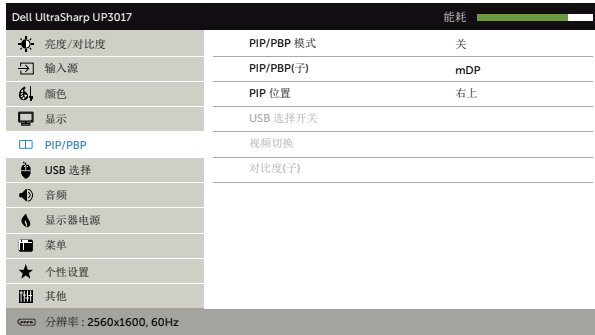 Dell UltraSharp UP3017 能耗
亮度/对比度 PIP/PBP 模式 关
输入源 PIP/PBP(子) mDP
颜色 PIP 位置 右上
显示 USB 选择开关
PIP/PBP 视频切换
USB 选择 对比度(子)
音频
显示器电源
菜单
个性设置
其他
分辨率 : 2560x1600, 60Hz